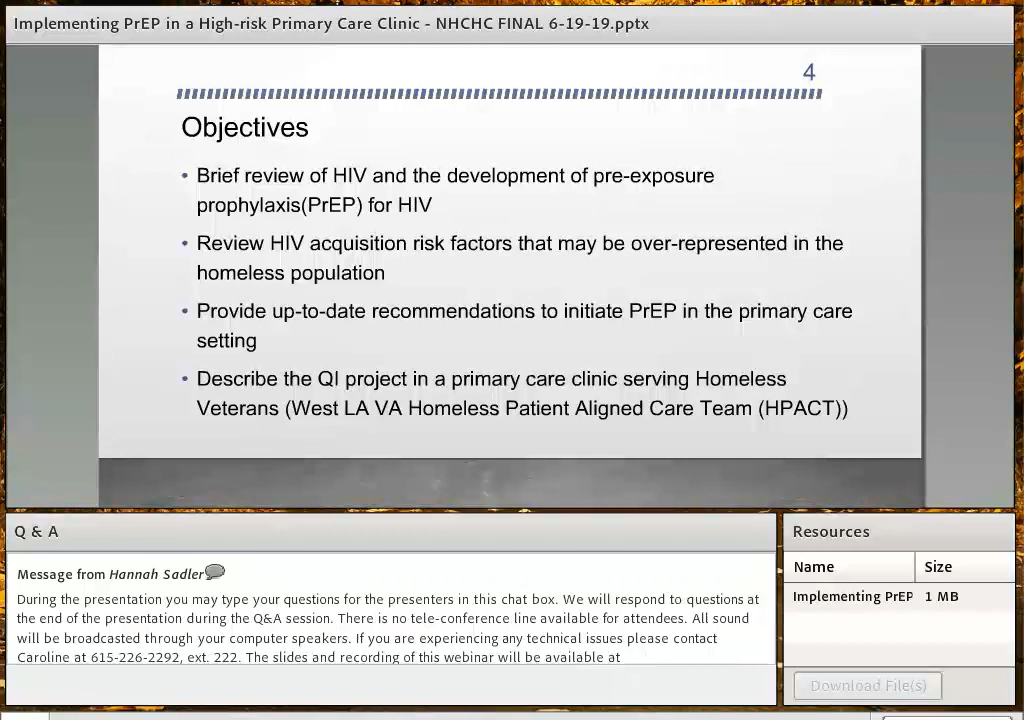 Implementing PrEP in a High-risk Primary Care Clinic - NHCHC FINAL 6-19-19.pptx
4
Objectives
• Brief review of HIV and the development of pre-exposure
prophylaxis(PrEP) for HIV
• Review HIV acquisition risk factors that may be over-represented in the
homeless population
• Provide up-to-date recommendations to initiate PrEP in the primary care
setting
• Describe the QI project in a primary care clinic serving Homeless
Veterans (West LA VA Homeless Patient Aligned Care Team (HPACT))
Q & A
Message from Hannah Sadler
During the presentation you may type your questions for the presenters in this chat box. We will respond to questions at
the end of the presentation during the Q&A session. There is no tele-conference line available for attendees. All sound
will be broadcasted through your computer speakers. If you are experiencing any technical issues please contact
Caroline at 615-226-2292, ext. 222. The slides and recording of this webinar will be available at
Resources
Name Size
Implementing PrEP 1 MB
Download File(s)